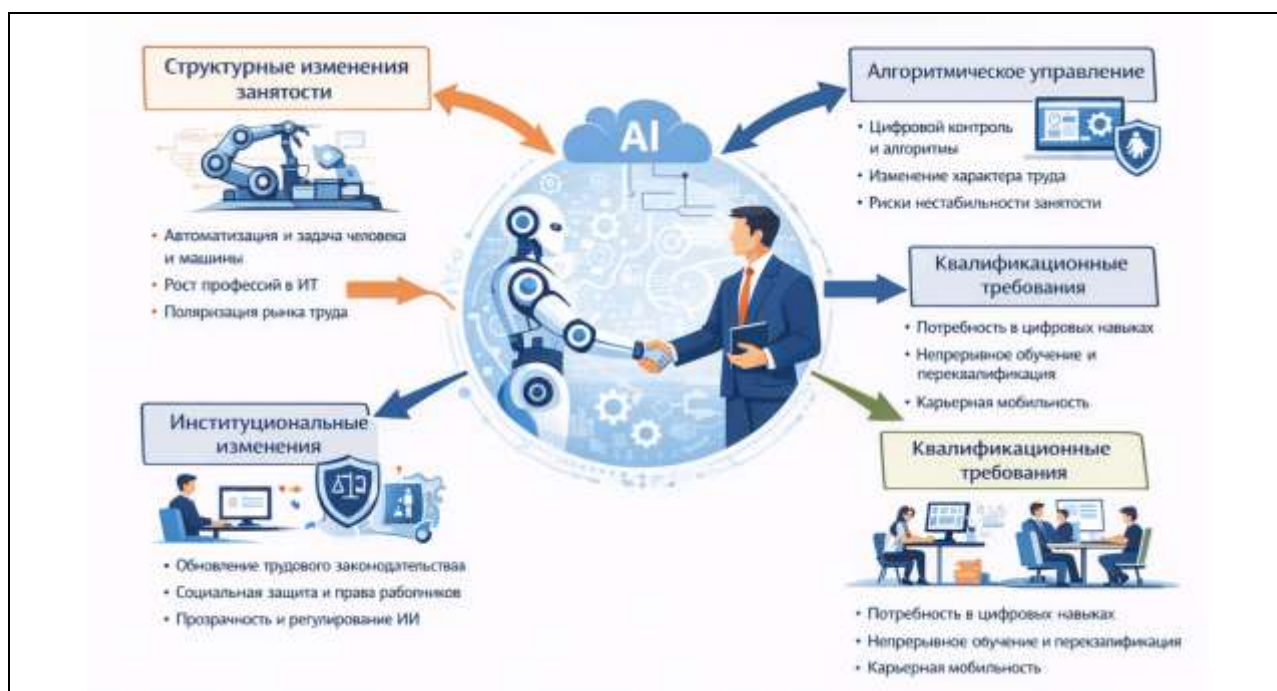 Структурные изменения
занятости
• Автоматизация и задача человека
и машины
• Рост профессий в ИТ
• Поляризация рынка труда
Институциональные
изменения
• Обновление трудового законодательства
• Социальная защита и права работников
• Прозрачность и регулирование ИИ
AI
Алгоритмическое управление
• Цифровой контроль
и алгоритмы
• Изменение характера труда
• Риски нестабильности занятости
Квалификационные
требования
• Потребность в цифровых навыках
• Непрерывное обучение и
переквалификация
• Карьерная мобильность
Квалификационные
требования
• Потребность в цифровых навыках
• Непрерывное обучение и переквалификация
• Карьерная мобильность